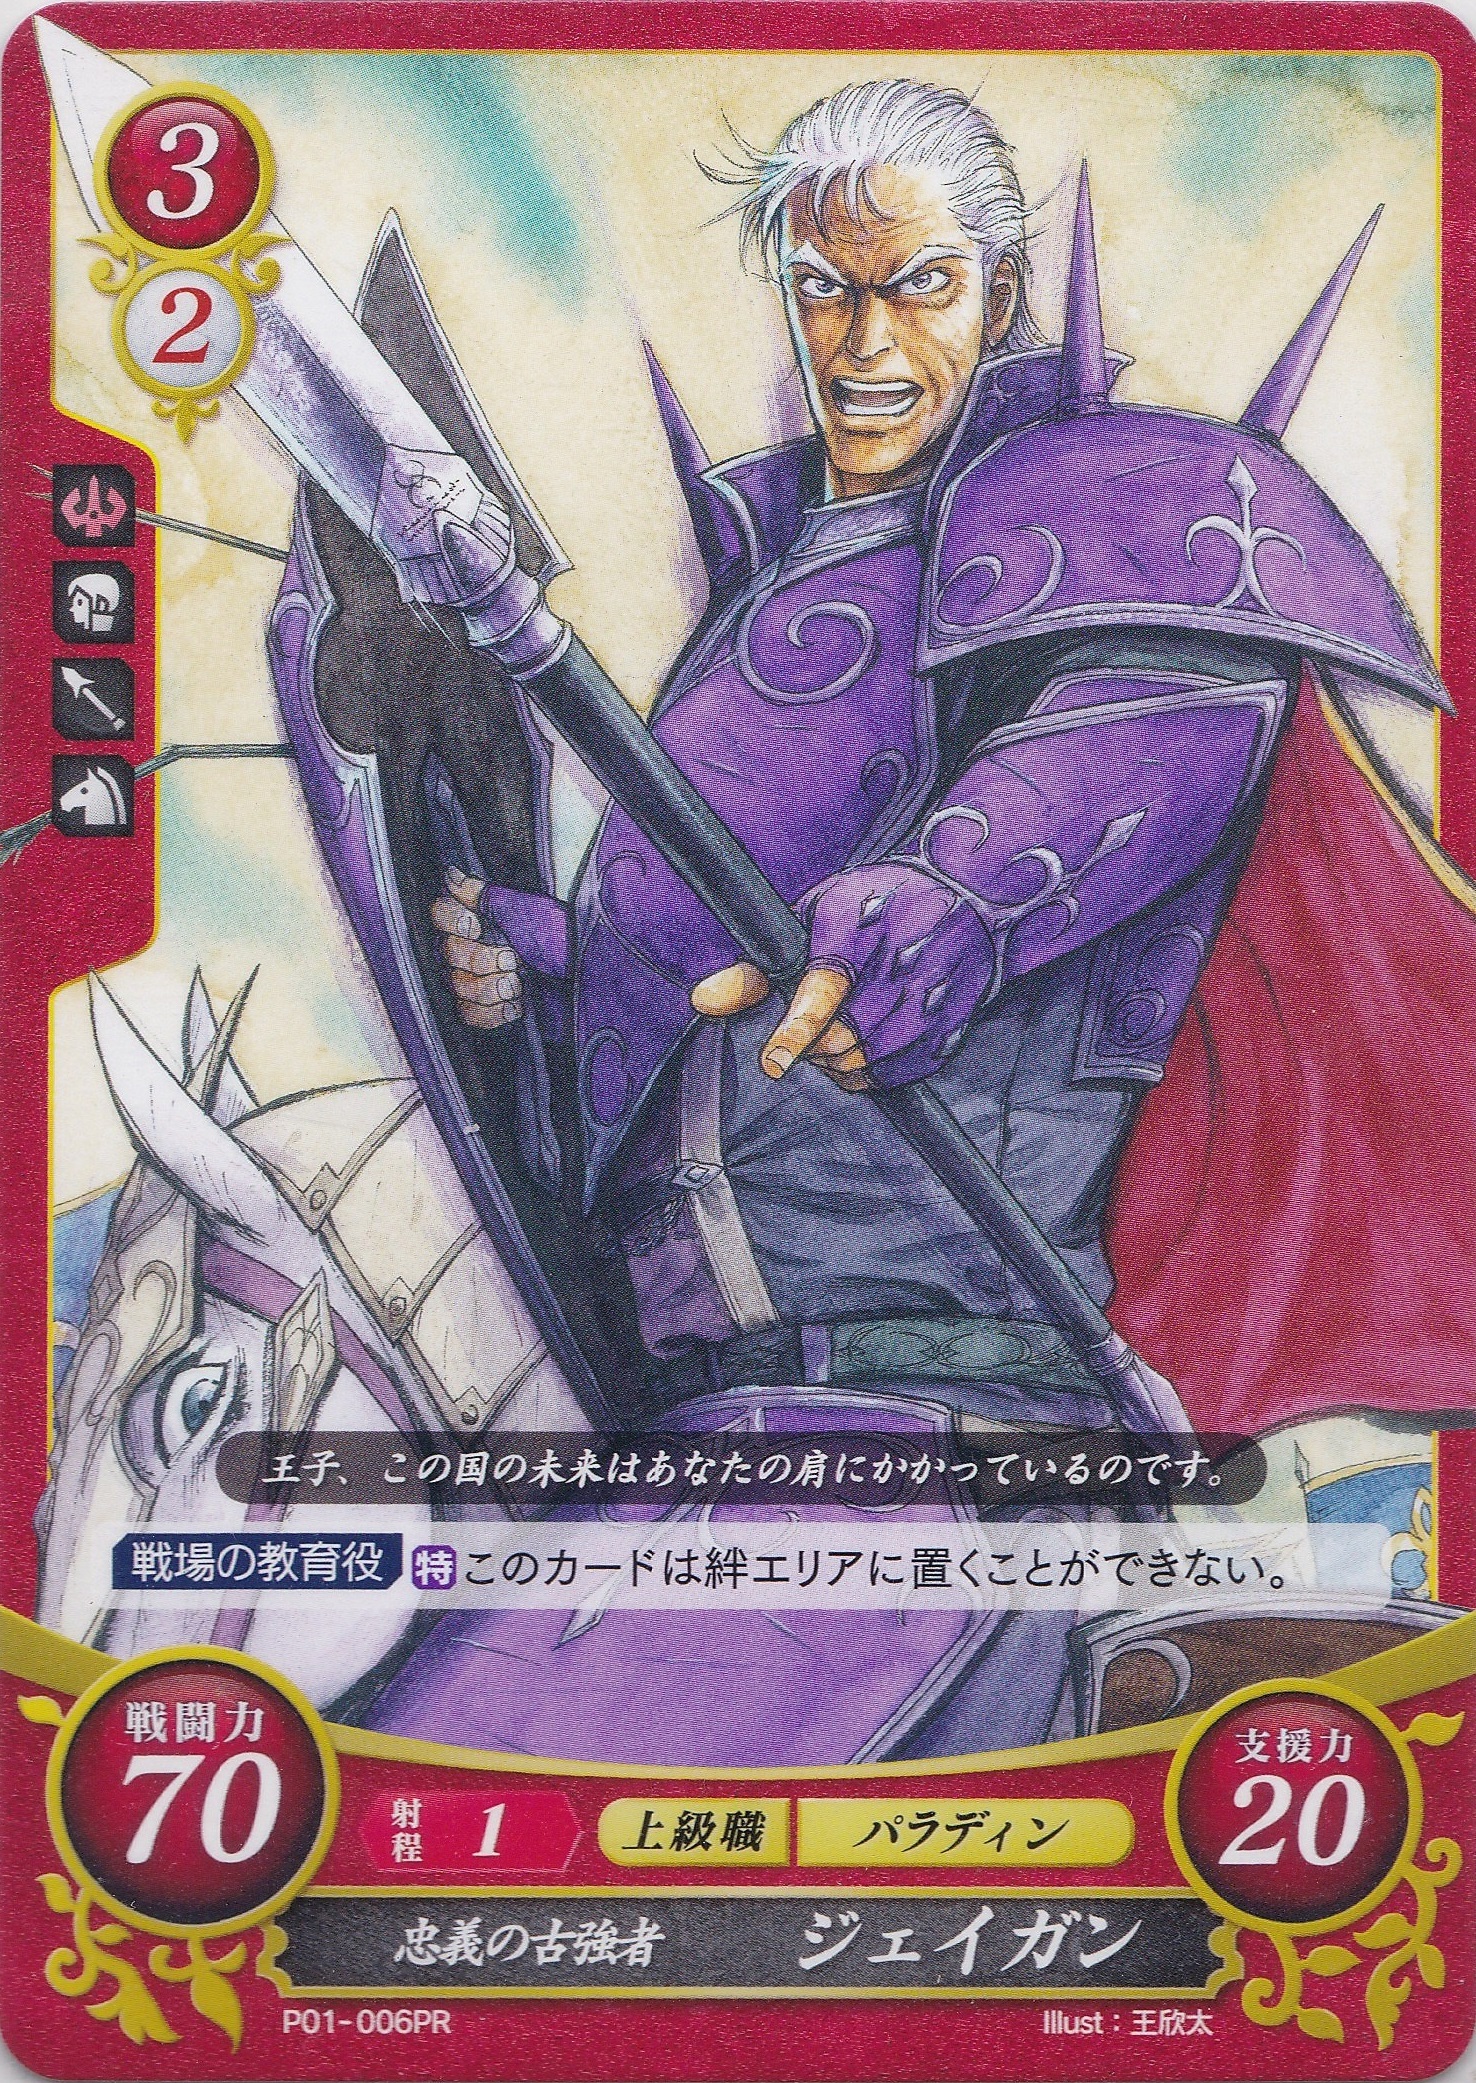 3
2
王子、この国の未来はあなたの肩にかかっているのです。
戦場の教育役 特 このカードは絆エリアに置くことができない。
戦闘力
70
射程 1
上級職 パラディン
支援力
20
忠義の古強者 ジェイガン
P01-006PR Illust：王欣太